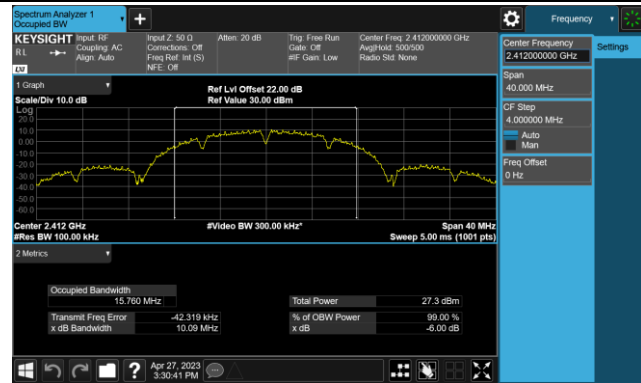 Spectrum Analyzer 1
Occupied BW
Frequency
KEYSIGHT
RL
Input: RF
Coupling: AC
Align: Auto
Input Z: 50 Ω
Corrections: Off
Freq Ref: Int (S)
NFE: Off
Atten: 20 dB
Trig: Free Run
Gate: Off
#IF Gain: Low
Center Freq: 2.412000000 GHz
Avg|Hold: 500/500
Radio Std: None
LXI
1 Graph
Scale/Div 10.0 dB
Ref Lvl Offset 22.00 dB
Ref Value 30.00 dBm
Log
20.0
10.0
0.00
-10.0
-20.0
-30.0
-40.0
-50.0
-60.0
Center 2.412 GHz
#Res BW 100.00 kHz
#Video BW 300.00 kHz*
Span 40 MHz
Sweep 5.00 ms (1001 pts)
2 Metrics
Occupied Bandwidth
15.760 MHz
Total Power 27.3 dBm
Transmit Freq Error -42.319 kHz
% of OBW Power 99.00 %
x dB Bandwidth 10.09 MHz
x dB -6.00 dB
Center Frequency
2.412000000 GHz
Settings
Span
40.000 MHz
CF Step
4.000000 MHz
Auto
Man
Freq Offset
0 Hz
?
Apr 27, 2023
3:30:41 PM